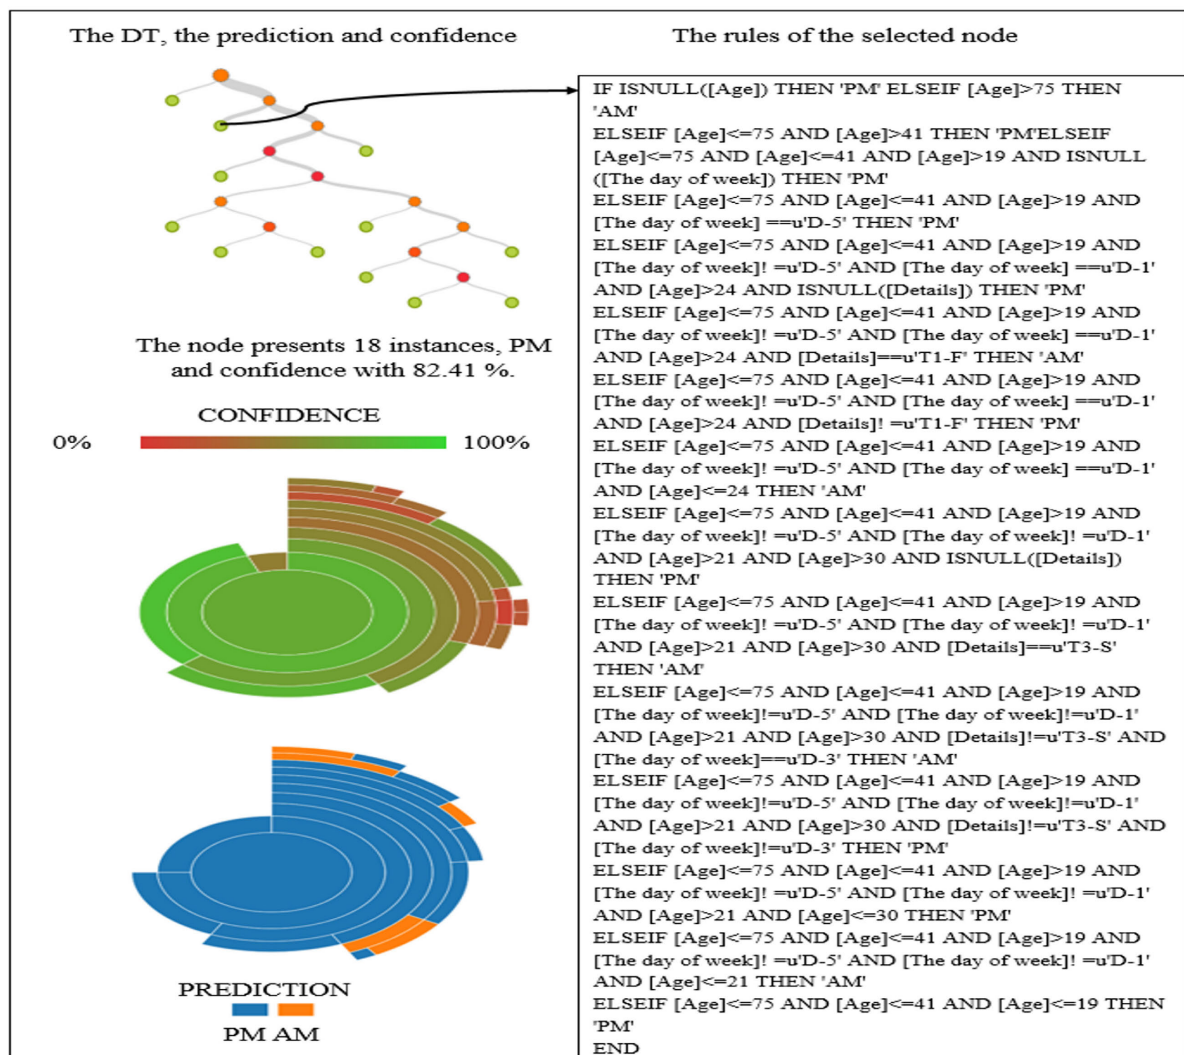 The DT, the prediction and confidence
The rules of the selected node
IF ISNULL([Age]) THEN 'PM' ELSEIF [Age]>75 THEN
'AM'
ELSEIF [Age]<=75 AND [Age]>41 THEN 'PM'ELSEIF
[Age]<=75 AND [Age]<=41 AND [Age]>19 AND ISNULL
([The day of week]) THEN 'PM'
ELSEIF [Age]<=75 AND [Age]<=41 AND [Age]>19 AND
[The day of week] ==u'D-5' THEN 'PM'
ELSEIF [Age]<=75 AND [Age]<=41 AND [Age]>19 AND
[The day of week]! =u'D-5' AND [The day of week] ==u'D-1'
AND [Age]>24 AND ISNULL([Details]) THEN 'PM'
ELSEIF [Age]<=75 AND [Age]<=41 AND [Age]>19 AND
[The day of week]! =u'D-5' AND [The day of week] ==u'D-1'
AND [Age]>24 AND [Details]==u'T1-F' THEN 'AM'
ELSEIF [Age]<=75 AND [Age]<=41 AND [Age]>19 AND
[The day of week]! =u'D-5' AND [The day of week] ==u'D-1'
AND [Age]>24 AND [Details]! =u'T1-F' THEN 'PM'
ELSEIF [Age]<=75 AND [Age]<=41 AND [Age]>19 AND
[The day of week]! =u'D-5' AND [The day of week] ==u'D-1'
AND [Age]<=24 THEN 'AM'
ELSEIF [Age]<=75 AND [Age]<=41 AND [Age]>19 AND
[The day of week]! =u'D-5' AND [The day of week]! =u'D-1'
AND [Age]>21 AND [Age]>30 AND ISNULL([Details])
THEN 'PM'
ELSEIF [Age]<=75 AND [Age]<=41 AND [Age]>19 AND
[The day of week]! =u'D-5' AND [The day of week]! =u'D-1'
AND [Age]>21 AND [Age]>30 AND [Details]==u'T3-S'
THEN 'AM'
ELSEIF [Age]<=75 AND [Age]<=41 AND [Age]>19 AND
[The day of week]!=u'D-5' AND [The day of week]!=u'D-1'
AND [Age]>21 AND [Age]>30 AND [Details]!=u'T3-S' AND
[The day of week]==u'D-3' THEN 'AM'
ELSEIF [Age]<=75 AND [Age]<=41 AND [Age]>19 AND
[The day of week]!=u'D-5' AND [The day of week]!=u'D-1'
AND [Age]>21 AND [Age]>30 AND [Details]!=u'T3-S' AND
[The day of week]!=u'D-3' THEN 'PM'
ELSEIF [Age]<=75 AND [Age]<=41 AND [Age]>19 AND
[The day of week]! =u'D-5' AND [The day of week]! =u'D-1'
AND [Age]>21 AND [Age]<=30 THEN 'PM'
ELSEIF [Age]<=75 AND [Age]<=41 AND [Age]>19 AND
[The day of week]! =u'D-5' AND [The day of week]! =u'D-1'
AND [Age]<=21 THEN 'AM'
ELSEIF [Age]<=75 AND [Age]<=41 AND [Age]<=19 THEN
'PM'
END
The node presents 18 instances, PM
and confidence with 82.41 %.
CONFIDENCE
0% 100%
PREDICTION
PM AM